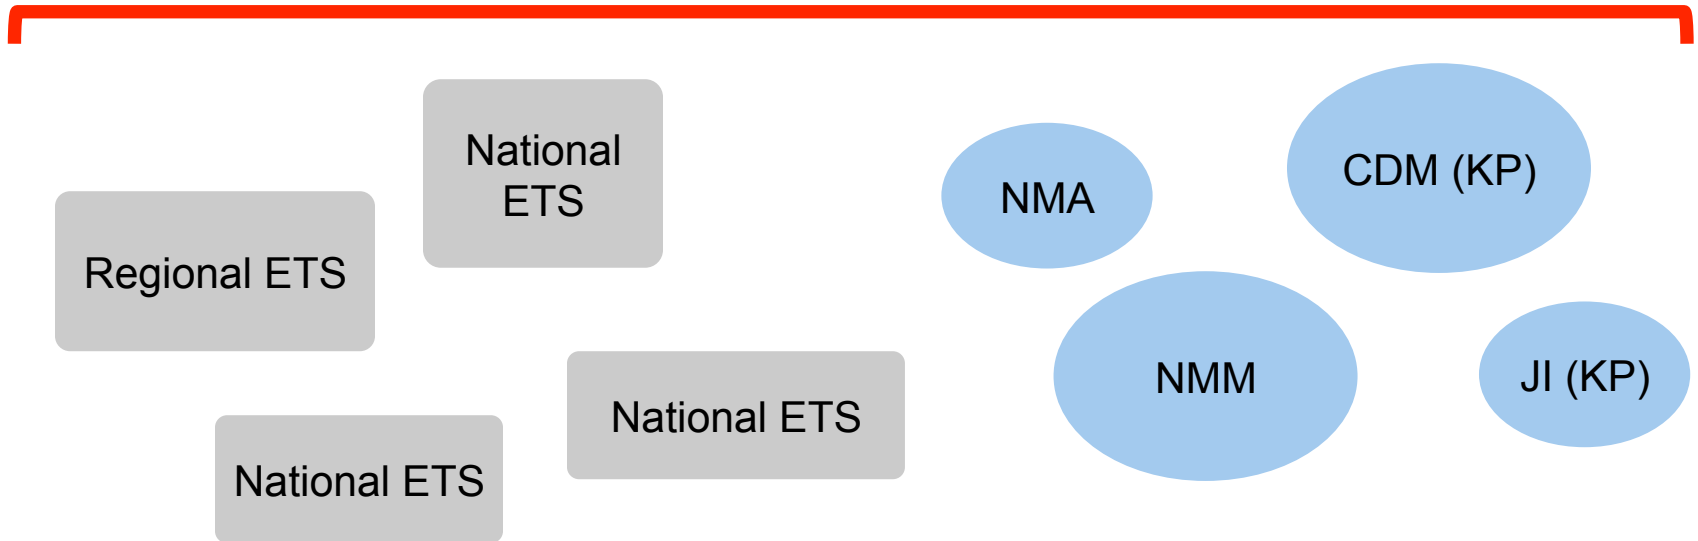 National
ETS
Regional ETS
National ETS
National ETS
NMA
CDM (KP)
NMM
JI (KP)